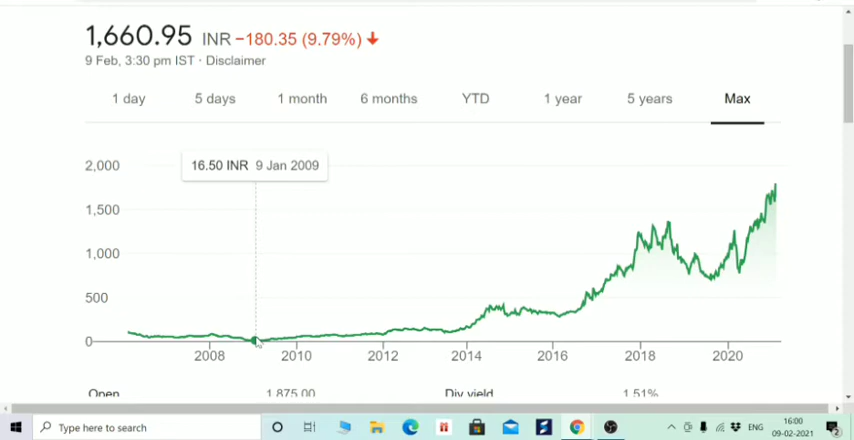 1,660.95 INR −180.35 (9.79%)
9 Feb, 3:30 pm IST · Disclaimer
1 day 5 days 1 month 6 months YTD 1 year 5 years Max
16.50 INR 9 Jan 2009
2,000
1,500
1,000
500
0
2008 2010 2012 2014 2016 2018 2020
Open 1,875.00 Div yield 1.51%
Type here to search
ENG
16:00
09-02-2021
2